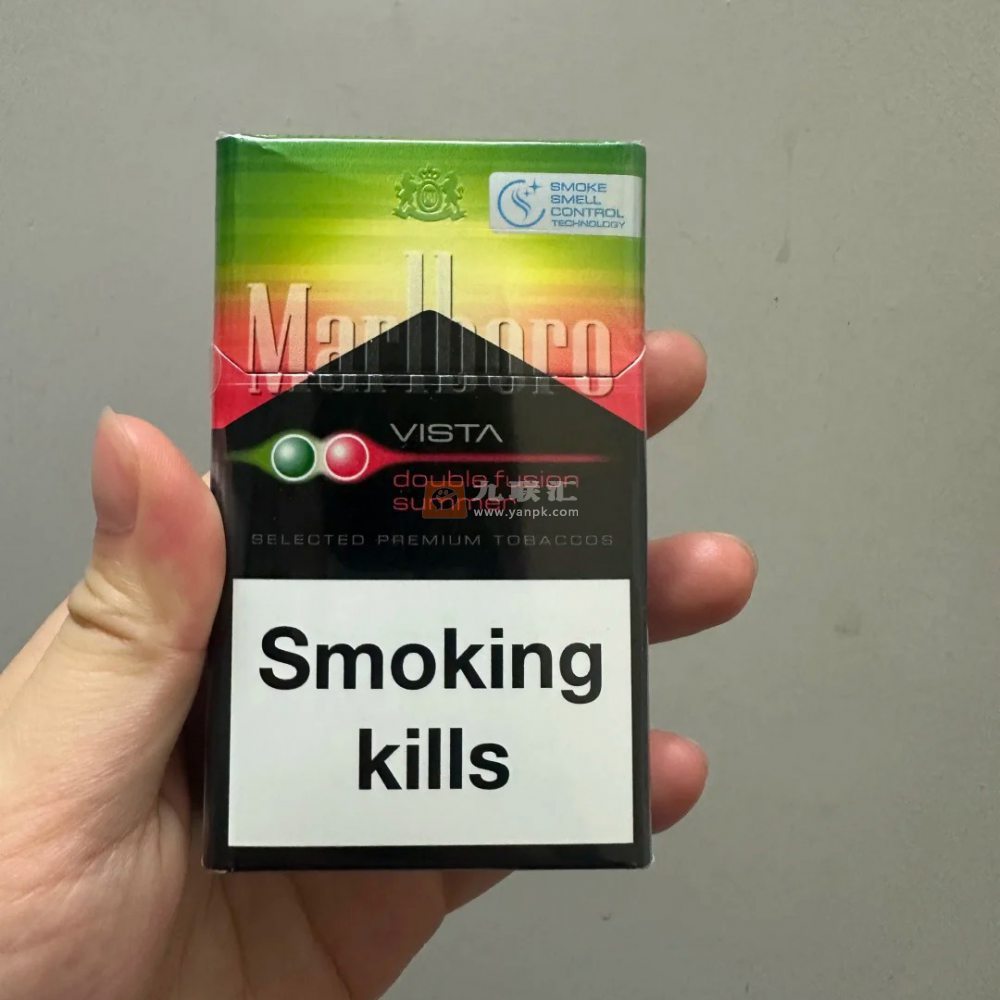 SMOKE
SMELL
CONTROL
TECHNOLOGY
Marlboro
VISTA
double fusion
summer
九联汇
www.yanpk.com
SELECTED PREMIUM TOBACCOS
Smoking
kills